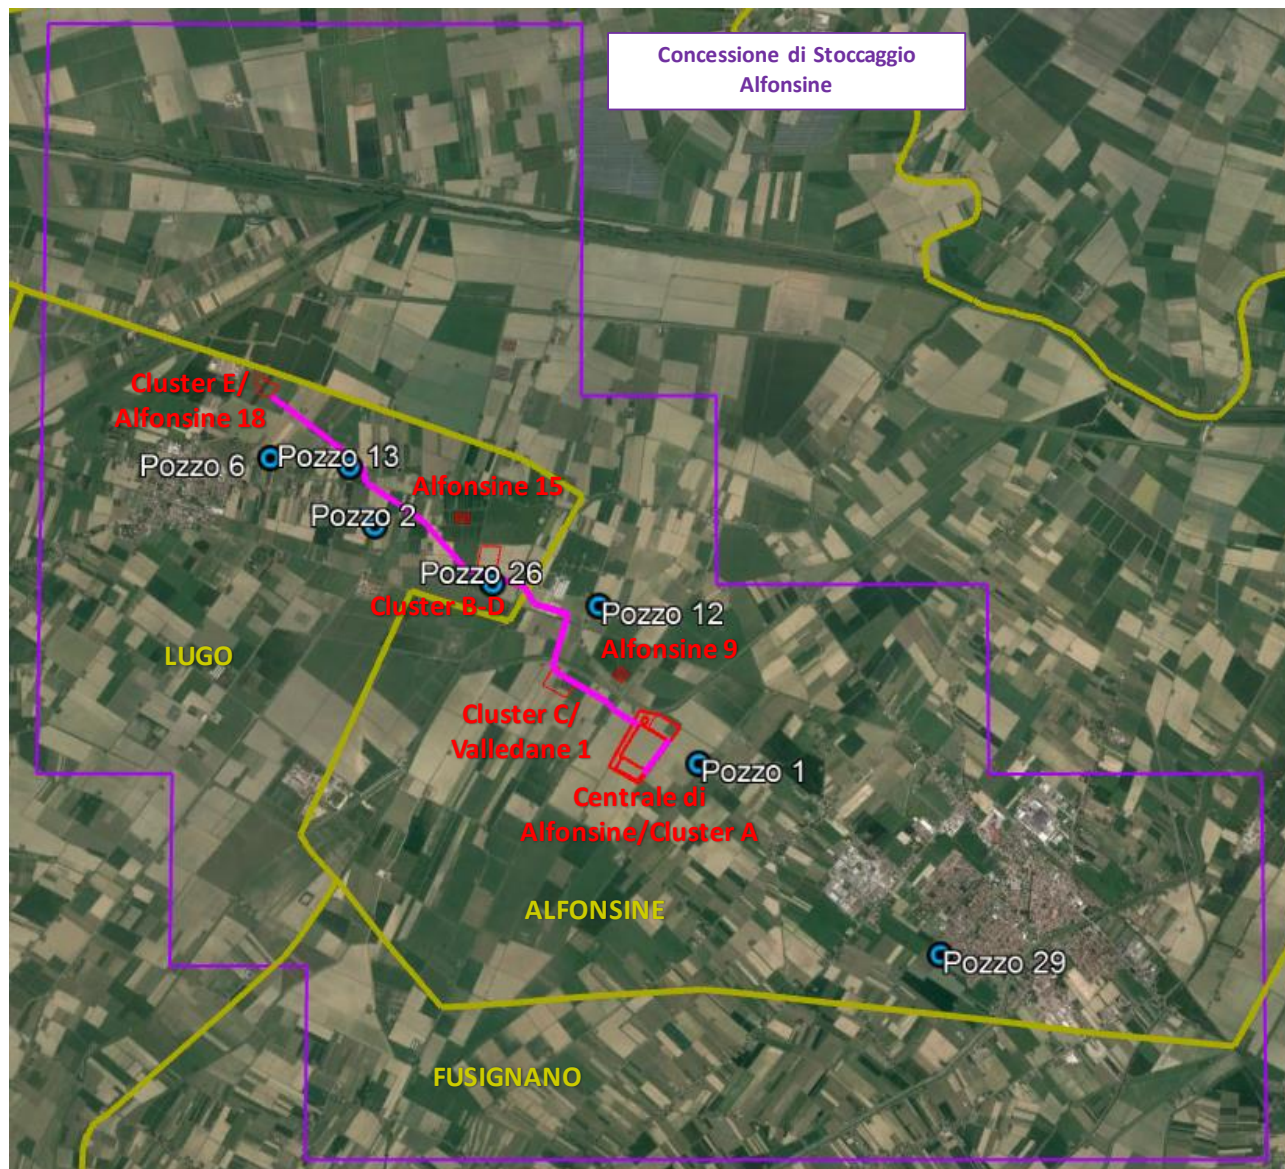 Concessione di Stoccaggio
Alfonsine
Cluster E/
Alfonsine 18
Pozzo 6
Pozzo 13
Alfonsine 15
Pozzo 2
Pozzo 26
Cluster B-D
Pozzo 12
Alfonsine 9
LUGO
Cluster C/
Valledane 1
Pozzo 1
Centrale di
Alfonsine/Cluster A
ALFONSINE
Pozzo 29
FUSIGNANO